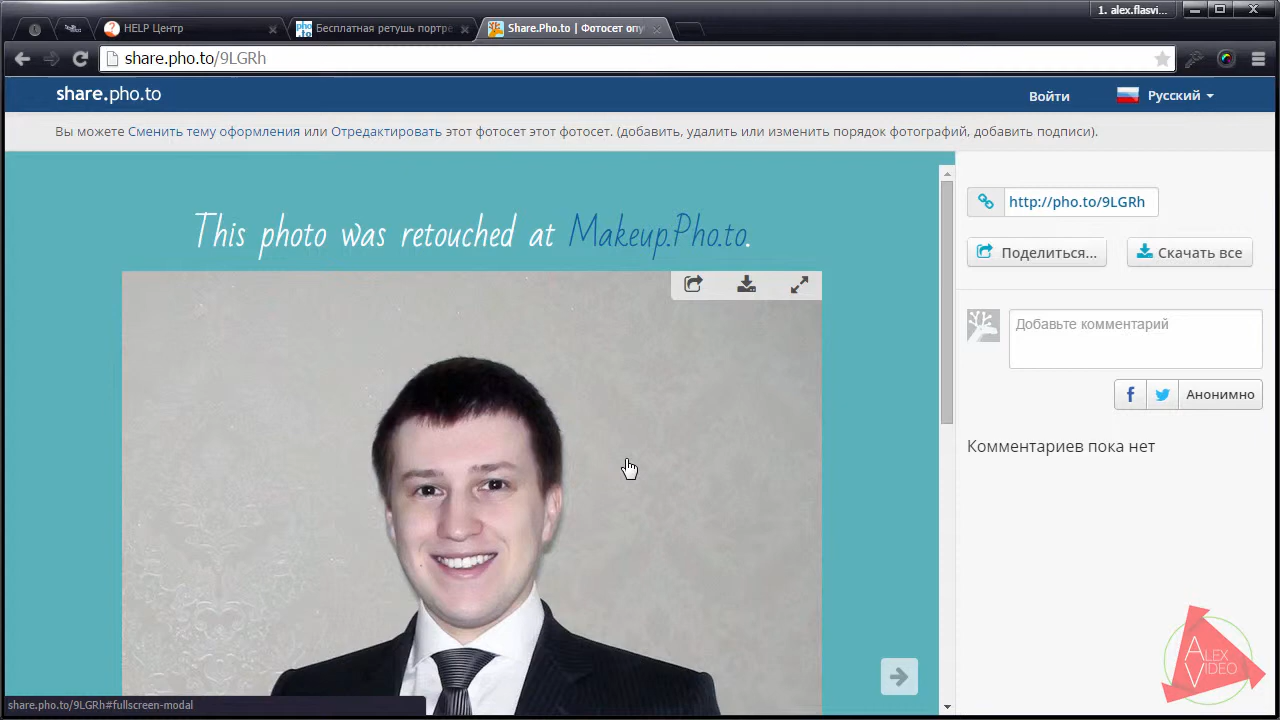 1. alex.flasvi...
HELP Центр
Бесплатная ретушь портре
Share.Pho.to | Фотосет опу
share.pho.to/9LGRh
share.pho.to
Войти
Русский
Вы можете Сменить тему оформления или Отредактировать этот фотосет этот фотосет. (добавить, удалить или изменить порядок фотографий, добавить подписи).
This photo was retouched at Makeup.Pho.to.
http://pho.to/9LGRh
Поделиться...
Скачать все
Добавьте комментарий
Анонимно
Комментариев пока нет
ALEX
VIDEO
share.pho.to/9LGRh#fullscreen-modal